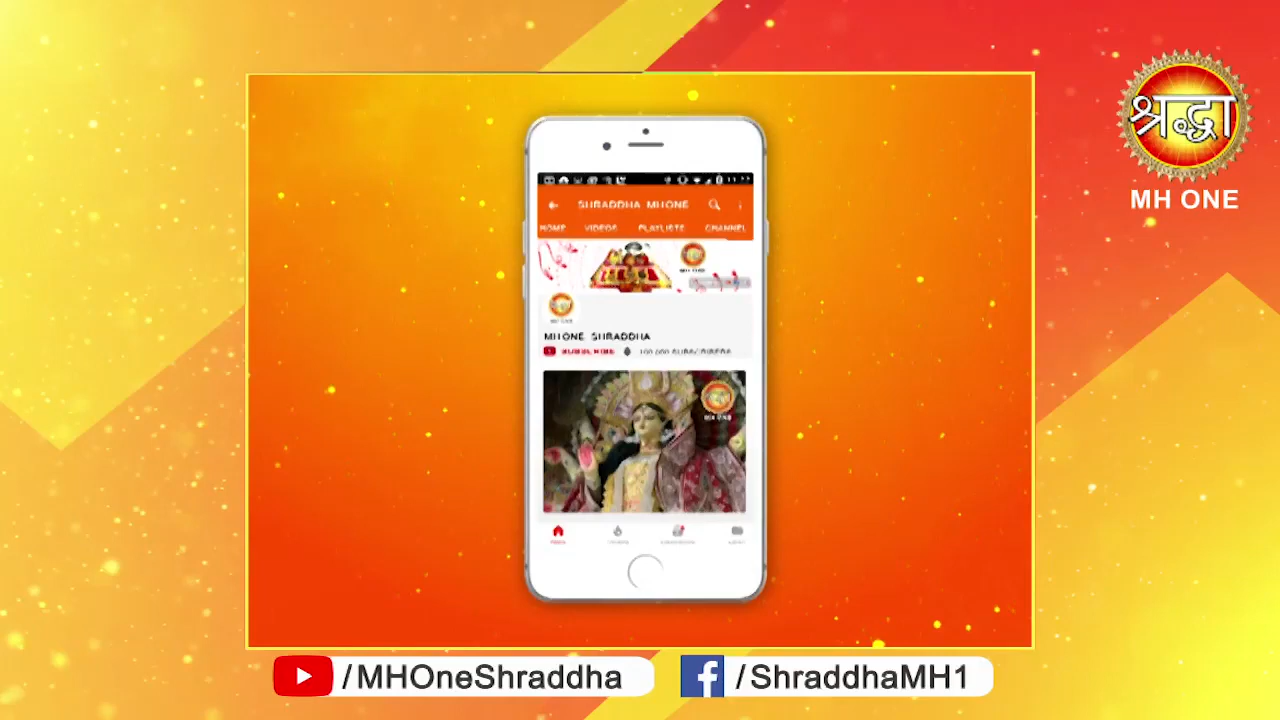 श्रद्धा
MH ONE
SHRADDHA MHONE
HOME VIDEOS PLAYLISTS CHANNEL
MHONE SHRADDHA
/MHOneShraddha
/ShraddhaMH1